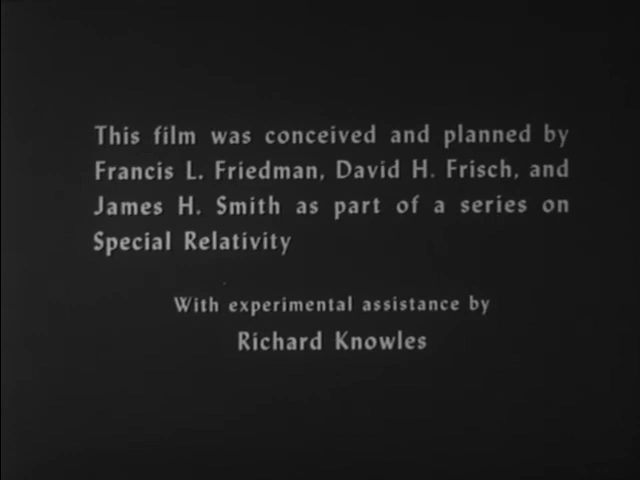 This film was conceived and planned by
Francis L. Friedman, David H. Frisch, and
James H. Smith as part of a series on
Special Relativity
With experimental assistance by
Richard Knowles